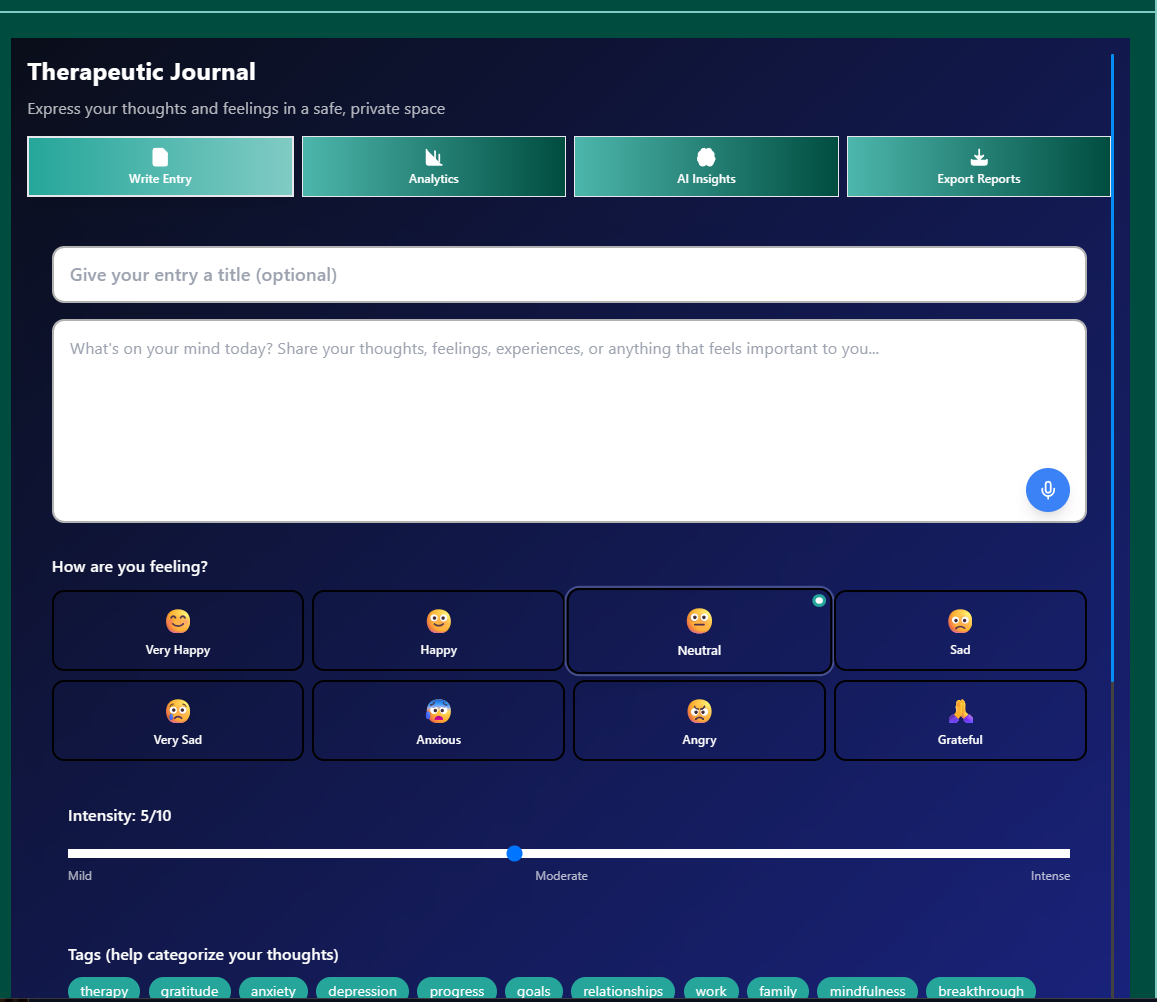 Therapeutic Journal
Express your thoughts and feelings in a safe, private space
Write Entry
Analytics
AI Insights
Export Reports
Give your entry a title (optional)
What's on your mind today? Share your thoughts, feelings, experiences, or anything that feels important to you...
How are you feeling?
Very Happy
Happy
Neutral
Sad
Very Sad
Anxious
Angry
Grateful
Intensity: 5/10
Mild
Moderate
Intense
Tags (help categorize your thoughts)
therapy
gratitude
anxiety
depression
progress
goals
relationships
work
family
mindfulness
breakthrough